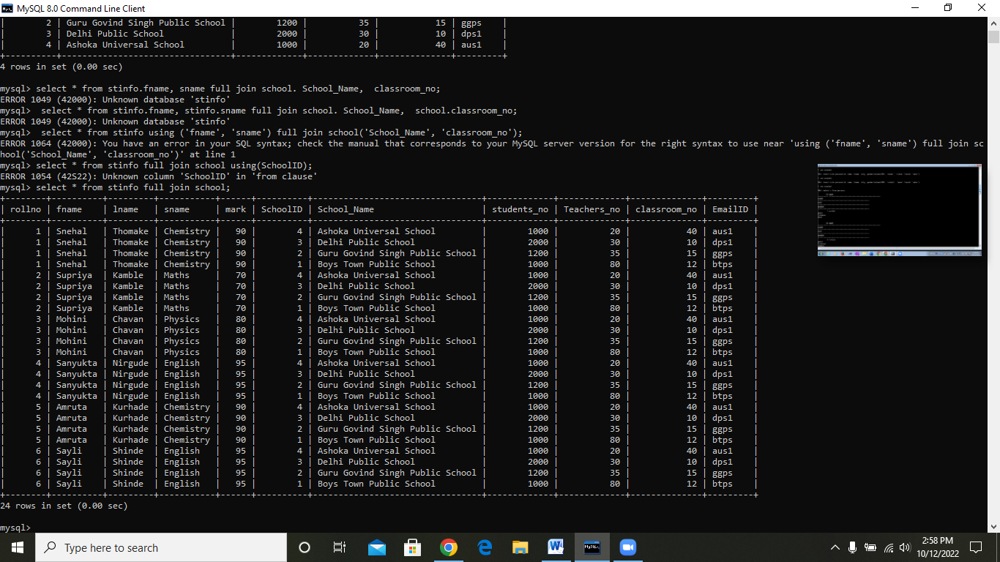 MySQL 8.0 Command Line Client
| 2 | Guru Govind Singh Public School | 1200 | 35 | 15 | ggps |
| 3 | Delhi Public School | 2000 | 30 | 10 | dps1 |
| 4 | Ashoka Universal School | 1000 | 20 | 40 | aus1 |
4 rows in set (0.00 sec)
mysql> select * from stinfo.fname, sname full join school. School_Name,  classroom_no;
ERROR 1049 (42000): Unknown database 'stinfo'
mysql>  select * from stinfo.fname, stinfo.sname full join school. School_Name,  school.classroom_no;
ERROR 1049 (42000): Unknown database 'stinfo'
mysql>  select * from stinfo using ('fname', 'sname') full join school('School_Name', 'classroom_no');
ERROR 1064 (42000): You have an error in your SQL syntax; check the manual that corresponds to your MySQL server version for the right syntax to use near 'using ('fname', 'sname') full join sc
hool('School_Name', 'classroom_no')' at line 1
mysql> select * from stinfo full join school using(SchoolID);
ERROR 1054 (42S22): Unknown column 'SchoolID' in 'from clause'
mysql> select * from stinfo full join school;
| rollno | fname | lname | sname | mark | SchoolID | School_Name | students_no | Teachers_no | classroom_no | EmailID |
| 1 | Snehal | Thomake | Chemistry | 90 | 4 | Ashoka Universal School | 1000 | 20 | 40 | aus1 |
| 1 | Snehal | Thomake | Chemistry | 90 | 3 | Delhi Public School | 2000 | 30 | 10 | dps1 |
| 1 | Snehal | Thomake | Chemistry | 90 | 2 | Guru Govind Singh Public School | 1200 | 35 | 15 | ggps |
| 1 | Snehal | Thomake | Chemistry | 90 | 1 | Boys Town Public School | 1000 | 80 | 12 | btps |
| 2 | Supriya | Kamble | Maths | 70 | 4 | Ashoka Universal School | 1000 | 20 | 40 | aus1 |
| 2 | Supriya | Kamble | Maths | 70 | 3 | Delhi Public School | 2000 | 30 | 10 | dps1 |
| 2 | Supriya | Kamble | Maths | 70 | 2 | Guru Govind Singh Public School | 1200 | 35 | 15 | ggps |
| 2 | Supriya | Kamble | Maths | 70 | 1 | Boys Town Public School | 1000 | 80 | 12 | btps |
| 3 | Mohini | Chavan | Physics | 80 | 4 | Ashoka Universal School | 1000 | 20 | 40 | aus1 |
| 3 | Mohini | Chavan | Physics | 80 | 3 | Delhi Public School | 2000 | 30 | 10 | dps1 |
| 3 | Mohini | Chavan | Physics | 80 | 2 | Guru Govind Singh Public School | 1200 | 35 | 15 | ggps |
| 3 | Mohini | Chavan | Physics | 80 | 1 | Boys Town Public School | 1000 | 80 | 12 | btps |
| 4 | Sanyukta | Nirgude | English | 95 | 4 | Ashoka Universal School | 1000 | 20 | 40 | aus1 |
| 4 | Sanyukta | Nirgude | English | 95 | 3 | Delhi Public School | 2000 | 30 | 10 | dps1 |
| 4 | Sanyukta | Nirgude | English | 95 | 2 | Guru Govind Singh Public School | 1200 | 35 | 15 | ggps |
| 4 | Sanyukta | Nirgude | English | 95 | 1 | Boys Town Public School | 1000 | 80 | 12 | btps |
| 5 | Amruta | Kurhade | Chemistry | 90 | 4 | Ashoka Universal School | 1000 | 20 | 40 | aus1 |
| 5 | Amruta | Kurhade | Chemistry | 90 | 3 | Delhi Public School | 2000 | 30 | 10 | dps1 |
| 5 | Amruta | Kurhade | Chemistry | 90 | 2 | Guru Govind Singh Public School | 1200 | 35 | 15 | ggps |
| 5 | Amruta | Kurhade | Chemistry | 90 | 1 | Boys Town Public School | 1000 | 80 | 12 | btps |
| 6 | Sayli | Shinde | English | 95 | 4 | Ashoka Universal School | 1000 | 20 | 40 | aus1 |
| 6 | Sayli | Shinde | English | 95 | 3 | Delhi Public School | 2000 | 30 | 10 | dps1 |
| 6 | Sayli | Shinde | English | 95 | 2 | Guru Govind Singh Public School | 1200 | 35 | 15 | ggps |
| 6 | Sayli | Shinde | English | 95 | 1 | Boys Town Public School | 1000 | 80 | 12 | btps |
24 rows in set (0.00 sec)
mysql>
Type here to search
2:58 PM
10/12/2022